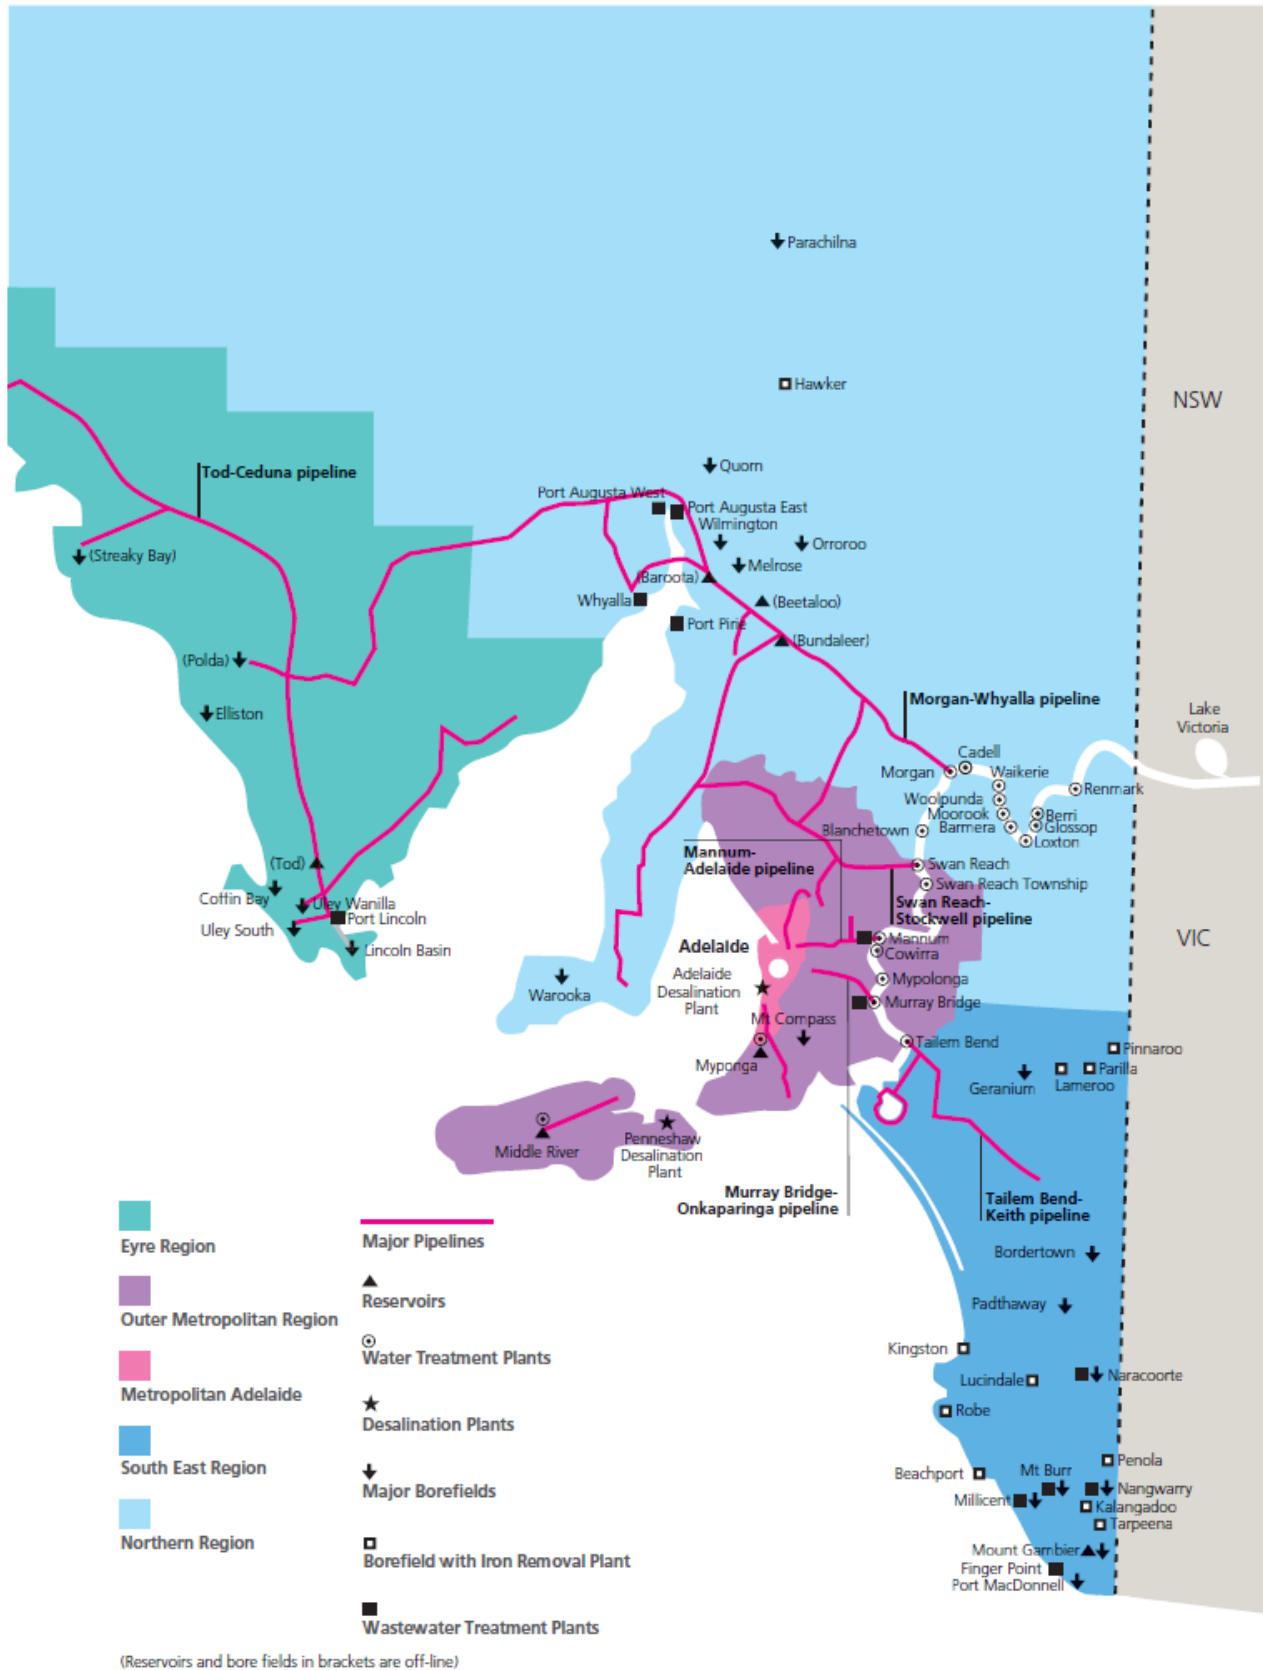 Parachilna
Hawker
NSW
Quorn
Tod-Ceduna pipeline
Port Augusta West
Port Augusta East
Wilmington
Orroroo
(Streaky Bay)
Melrose
(Baroota)
Whyalla
(Beetaloo)
Port Pirie
(Bundaleer)
(Polda)
Elliston
Morgan-Whyalla pipeline
Lake
Victoria
Cadell
Morgan
Waikerie
Renmark
Woolpunda
Moorook
Berri
Blanchetown
Barmera
Glossop
Loxton
Mannum-
Adelaide pipeline
(Tod)
Swan Reach
Swan Reach Township
Coffin Bay
Uley Wanilla
Swan Reach-
Stockwell pipeline
Port Lincoln
Uley South
Lincoln Basin
Adelaide
Mannum
VIC
Cowirra
Adelaide
Desalination
Plant
Mypolonga
Warooka
Murray Bridge
Mt Compass
Tailem Bend
Pinnaroo
Myponga
Parilla
Geranium
Lameroo
Middle River
Penneshaw
Desalination
Plant
Murray Bridge-
Onkaparinga pipeline
Tailem Bend-
Keith pipeline
Bordertown
Padthaway
Kingston
Lucindale
Naracoorte
Robe
Penola
Beachport
Mt Burr
Nangwarry
Millicent
Kalangadoo
Tarpeena
Mount Gambier
Finger Point
Port MacDonnell
Eyre Region
Outer Metropolitan Region
Metropolitan Adelaide
South East Region
Northern Region
Major Pipelines
Reservoirs
Water Treatment Plants
Desalination Plants
Major Borefields
Borefield with Iron Removal Plant
Wastewater Treatment Plants
(Reservoirs and bore fields in brackets are off-line)